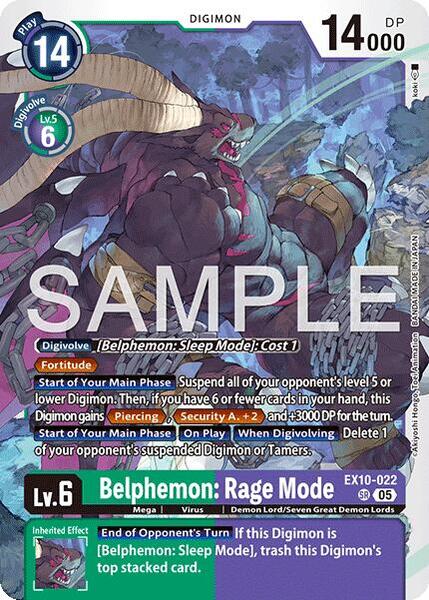 DIGIMON
Play
14
14000
DP
Digivolve
Lv.5
6
koki
SAMPLE
©Akiyoshi Hongo, Toei Animation BANDAI MADE IN JAPAN
Digivolve [Belphemon: Sleep Mode]: Cost 1
Fortitude
Start of Your Main Phase Suspend all of your opponent's level 5 or
lower Digimon. Then, if you have 6 or fewer cards in your hand, this
Digimon gains Piercing, Security A. +2 and +3000 DP for the turn.
Start of Your Main Phase On Play When Digivolving Delete 1
of your opponent's suspended Digimon or Tamers.
Lv.6
Belphemon: Rage Mode
EX10-022
SR 05
Mega | Virus | Demon Lord/Seven Great Demon Lords
Inherited Effect
End of Opponent's Turn If this Digimon is
[Belphemon: Sleep Mode], trash this Digimon's
top stacked card.